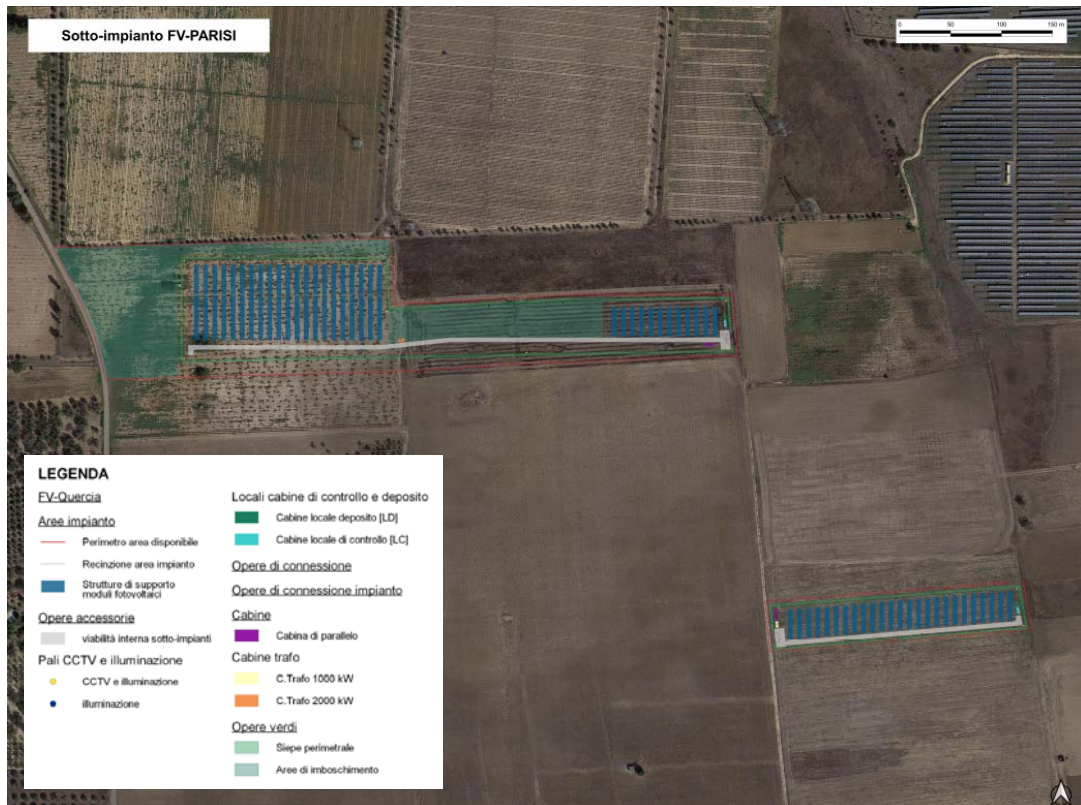 Sotto-impianto FV-PARISI
0 50 100 150 m
LEGENDA
FV-Quercia
Aree impianto
Perimetro area disponibile
Recinzione area impianto
Strutture di supporto
moduli fotovoltaici
Opere accessorie
viabilità interna sotto-impianti
Pali CCTV e illuminazione
CCTV e illuminazione
illuminazione
Locali cabine di controllo e deposito
Cabine locale deposito [LD]
Cabine locale di controllo [LC]
Opere di connessione
Opere di connessione impianto
Cabine
Cabina di parallelo
Cabine trafo
C.Trafo 1000 kW
C.Trafo 2000 kW
Opere verdi
Siepe perimetrale
Aree di imboschimento